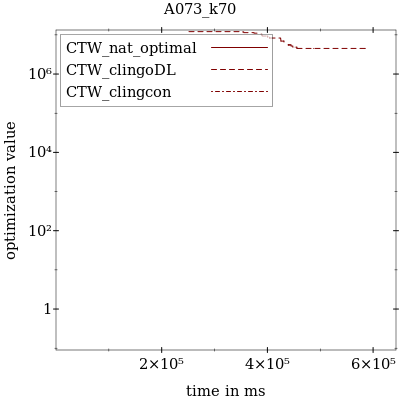 A073_k70
CTW_nat_optimal
CTW_clingoDL
CTW_clingcon
optimization value
10⁶
10⁴
10²
1
2×10⁵ 4×10⁵ 6×10⁵
time in ms